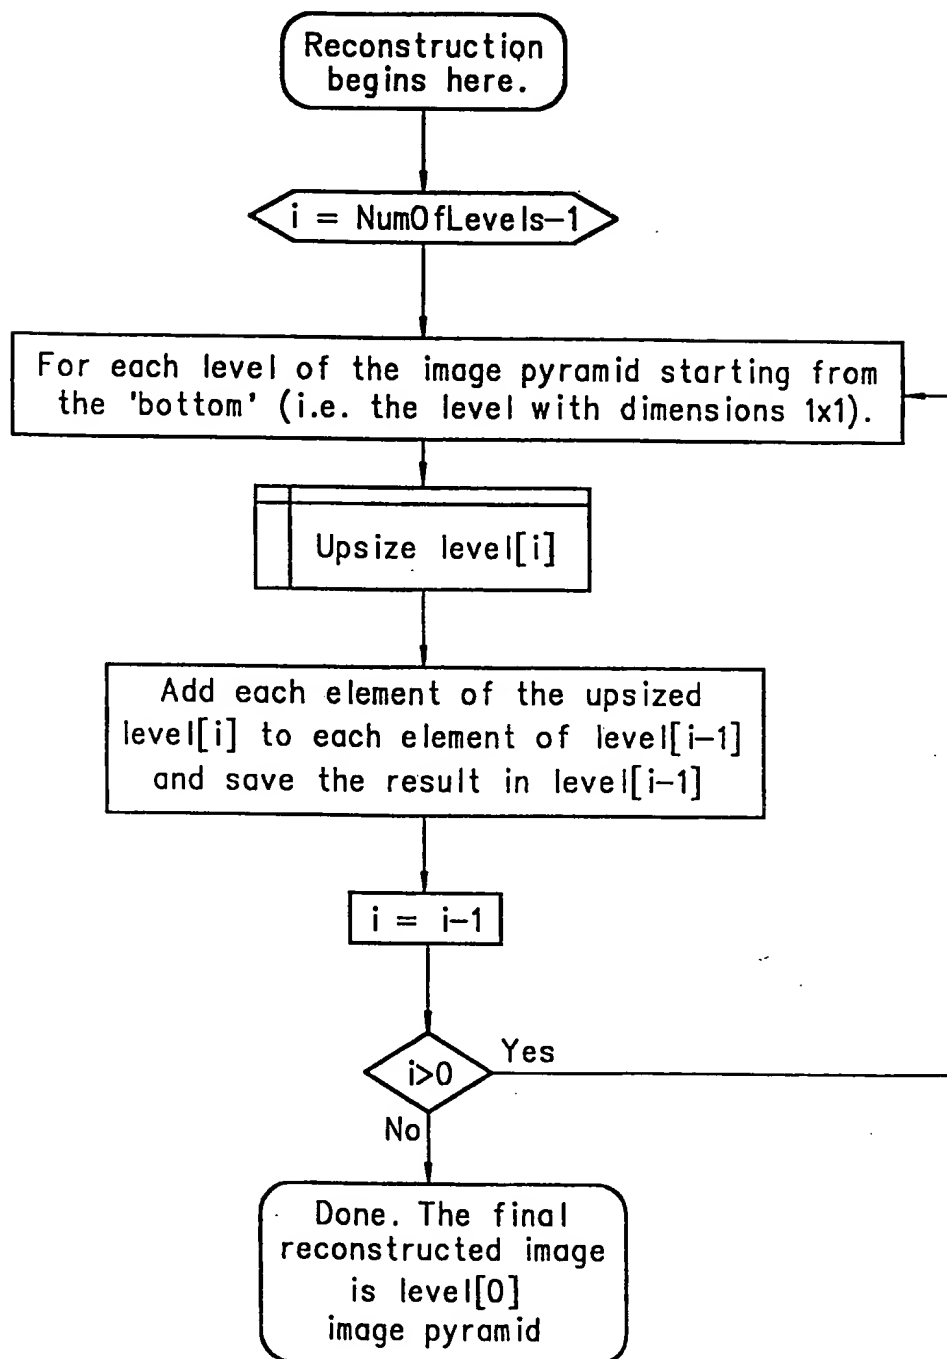 Reconstruction
begins here.
i = NumOfLevels-1
For each level of the image pyramid starting from
the 'bottom' (i.e. the level with dimensions 1x1).
Upsize level[i]
Add each element of the upsized
level[i] to each element of level[i-1]
and save the result in level[i-1]
i = i-1
i>0
Yes
No
Done. The final
reconstructed image
is level[0]
image pyramid